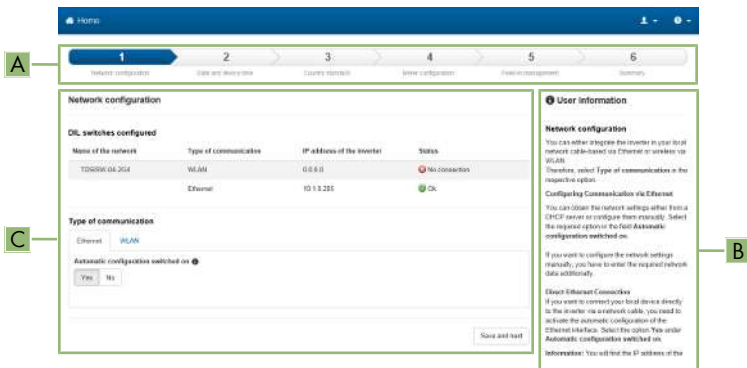 Home
1 2 3 4 5 6
Network configuration Date and device time Country standard Server configuration Feed-in management Summary
A
Network configuration
DIL switches configured
Name of the network Type of communication IP address of the inverter Status
WLAN 0.0.0.0 No connection
Ethernet Ok
Type of communication
Ethernet WLAN
Automatic configuration switched on
Yes No
Save and next
C
User information
Network configuration
You can either integrate the inverter in your local
network cable-based via Ethernet or wireless via
WLAN.
Therefore, select Type of communication in the
respective option.
Configuring Communication via Ethernet
You can obtain the network settings either from a
DHCP server or configure them manually. Select
the required option in the field Automatic
configuration switched on.
If you want to configure the network settings
manually, you have to enter the required network
data additionally.
Direct Ethernet Connection
If you want to connect your local device directly
to the inverter via a network cable, you need to
activate the automatic configuration of the
Ethernet interface. Select the option Yes under
Automatic configuration switched on.
Information: You will find the IP address of the
B